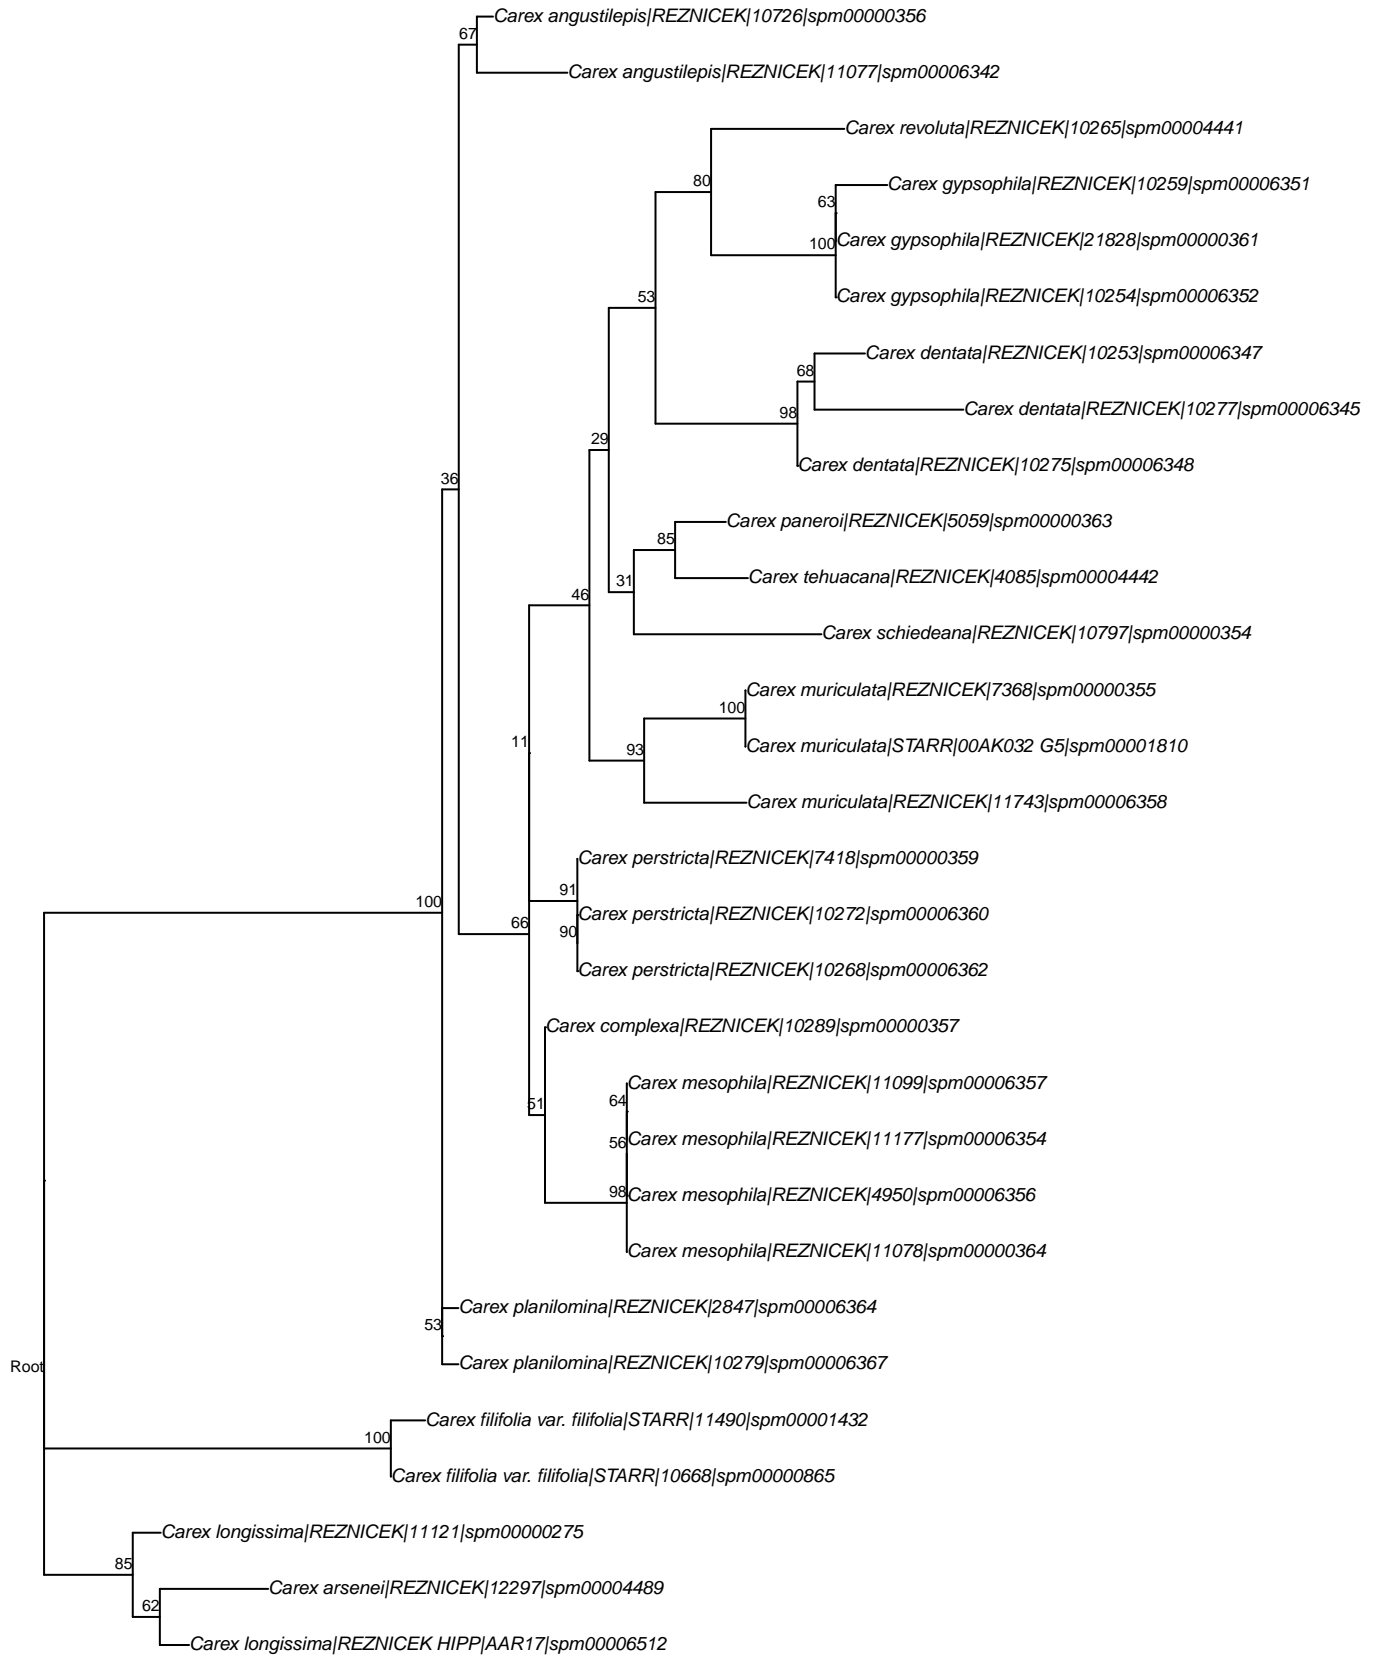 Carex angustilepis|REZNICEK|10726|spm00000356
67
Carex angustilepis|REZNICEK|11077|spm00006342
Carex revoluta|REZNICEK|10265|spm00004441
80
Carex gypsophila|REZNICEK|10259|spm00006351
63
Carex gypsophila|REZNICEK|21828|spm00000361
100
Carex gypsophila|REZNICEK|10254|spm00006352
53
Carex dentata|REZNICEK|10253|spm00006347
68
Carex dentata|REZNICEK|10277|spm00006345
98
29
Carex dentata|REZNICEK|10275|spm00006348
36
Carex paneroi|REZNICEK|5059|spm00000363
85
Carex tehuacana|REZNICEK|4085|spm00004442
31
46
Carex schiedeana|REZNICEK|10797|spm00000354
Carex muriculata|REZNICEK|7368|spm00000355
100
11
Carex muriculata|STARR|00AK032 G5|spm00001810
93
Carex muriculata|REZNICEK|11743|spm00006358
Carex perstricta|REZNICEK|7418|spm00000359
91
100
Carex perstricta|REZNICEK|10272|spm00006360
66
90
Carex perstricta|REZNICEK|10268|spm00006362
Carex complexa|REZNICEK|10289|spm00000357
Carex mesophila|REZNICEK|11099|spm00006357
64
51
Carex mesophila|REZNICEK|11177|spm00006354
56
98
Carex mesophila|REZNICEK|4950|spm00006356
Carex mesophila|REZNICEK|11078|spm00000364
Carex planilomina|REZNICEK|2847|spm00006364
53
Carex planilomina|REZNICEK|10279|spm00006367
Root
Carex filifolia var. filifolia|STARR|11490|spm00001432
100
Carex filifolia var. filifolia|STARR|10668|spm00000865
Carex longissima|REZNICEK|11121|spm00000275
85
Carex arsenei|REZNICEK|12297|spm00004489
62
Carex longissima|REZNICEK HIPP|AAR17|spm00006512